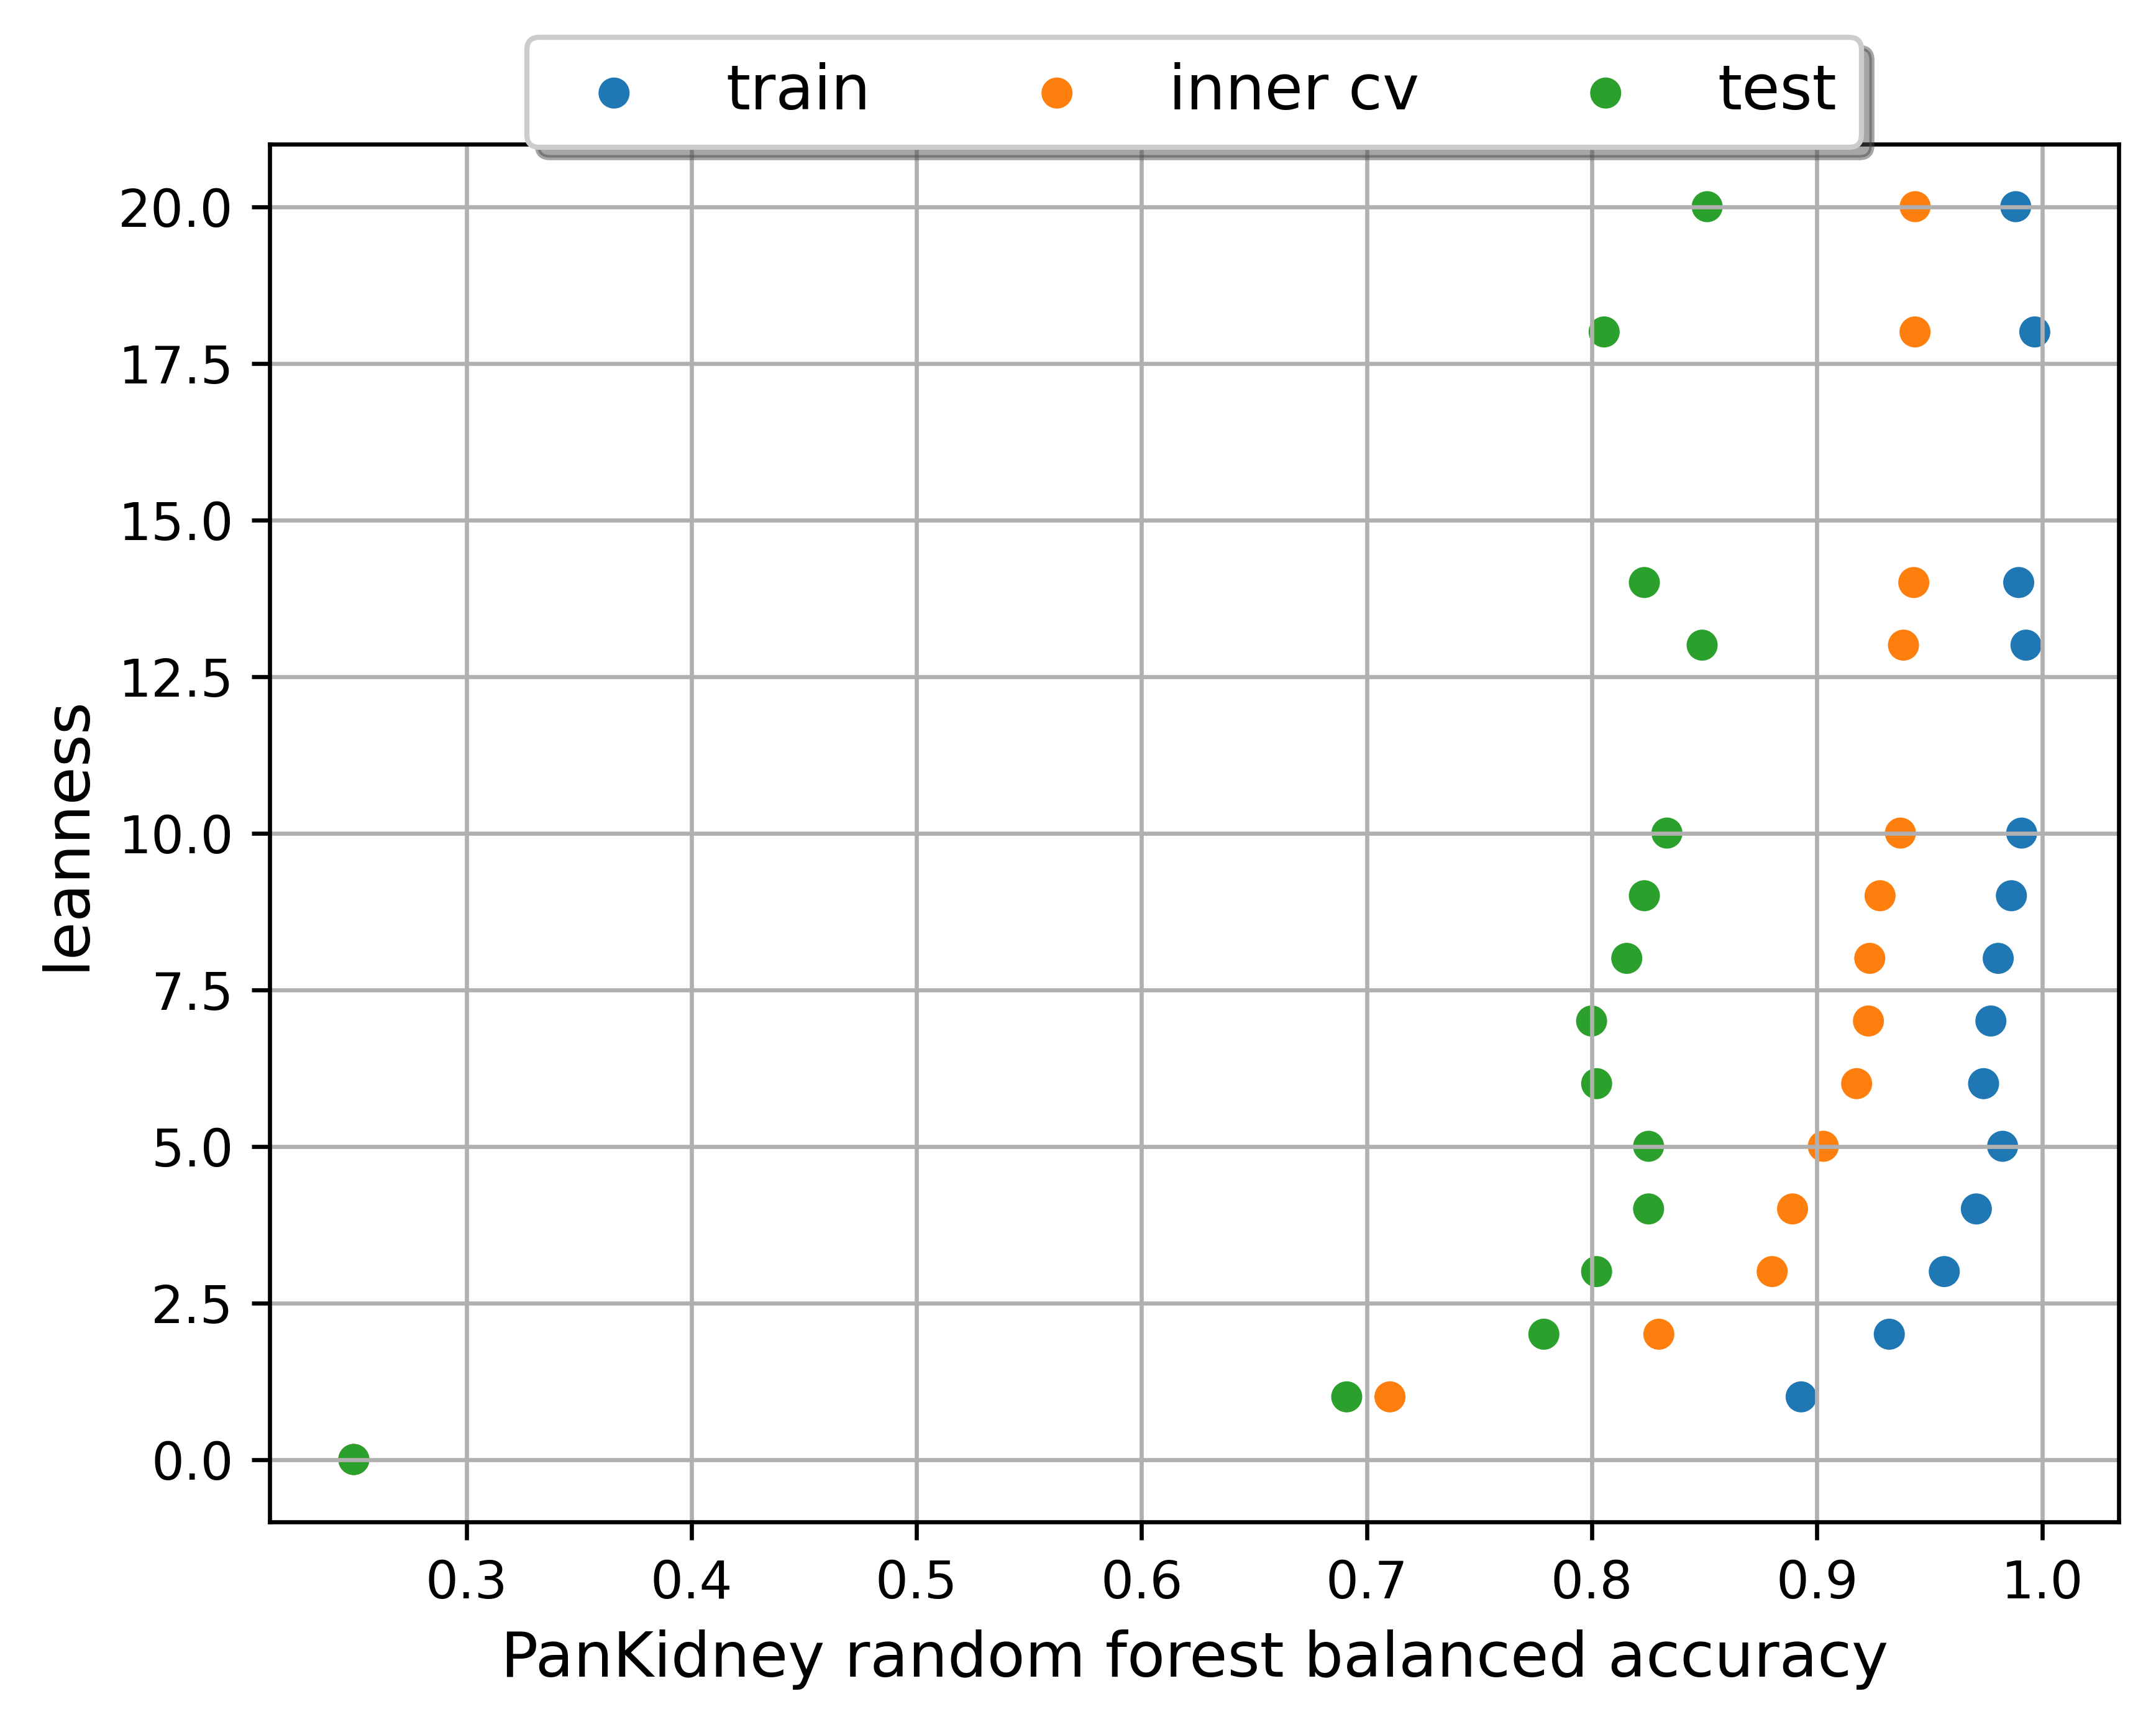 train inner cv test
20.0
17.5
15.0
12.5
10.0
7.5
5.0
2.5
0.0
leanness
0.3 0.4 0.5 0.6 0.7 0.8 0.9 1.0
PanKidney random forest balanced accuracy